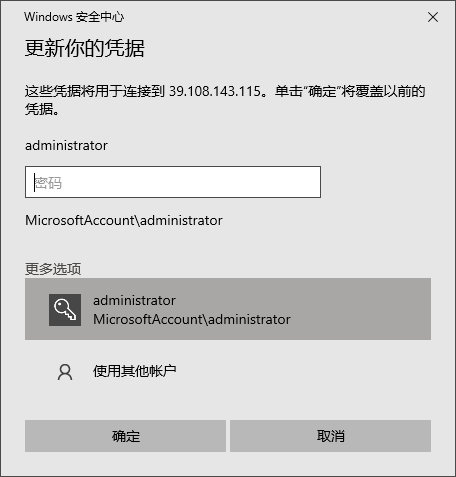 Windows 安全中心
更新你的凭据
这些凭据将用于连接到 39.108.143.115。单击“确定”将覆盖以前的
凭据。
administrator
密码
MicrosoftAccount\administrator
更多选项
administrator
MicrosoftAccount\administrator
使用其他帐户
确定
取消